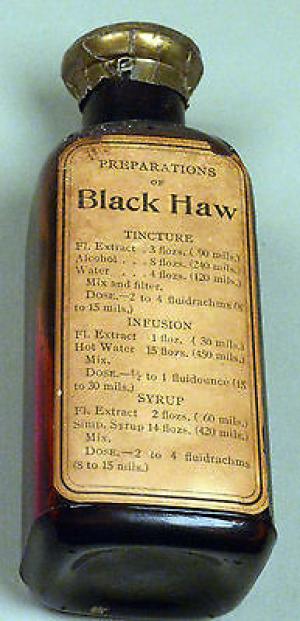 PREPARATIONS
OF
Black Haw
TINCTURE
Fl. Extract . 3 flozs. ( 90 mils.)
Alcohol . . . 8 flozs. (240 mils.)
Water . . . 4 flozs. (120 mils.)
Mix and filter.
DOSE.—2 to 4 fluidrachms (8
to 15 mils.)
INFUSION
Fl. Extract 1 floz. ( 30 mils.)
Hot Water 15 flozs. (450 mils.)
Mix.
DOSE.—½ to 1 fluidounce (15
to 30 mils.)
SYRUP
Fl. Extract 2 flozs. ( 60 mils.)
Simp. Syrup 14 flozs. (420 mils.)
Mix.
DOSE.—2 to 4 fluidrachms
(8 to 15 mils.)